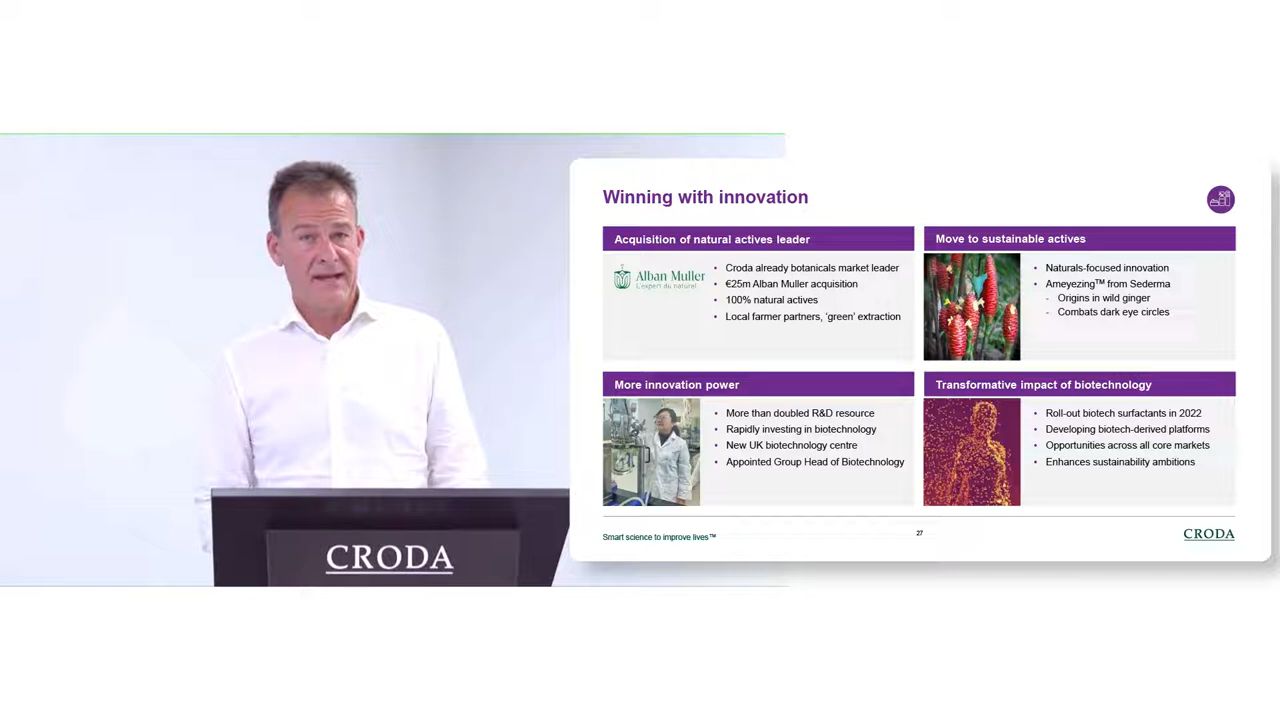 CRODA
Winning with innovation
Acquisition of natural actives leader
Alban Muller
L'expert du naturel
• Croda already botanicals market leader
• €25m Alban Muller acquisition
• 100% natural actives
• Local farmer partners, 'green' extraction
Move to sustainable actives
• Naturals-focused innovation
• Ameyezing™ from Sederma
- Origins in wild ginger
- Combats dark eye circles
More innovation power
• More than doubled R&D resource
• Rapidly investing in biotechnology
• New UK biotechnology centre
• Appointed Group Head of Biotechnology
Transformative impact of biotechnology
• Roll-out biotech surfactants in 2022
• Developing biotech-derived platforms
• Opportunities across all core markets
• Enhances sustainability ambitions
Smart science to improve lives™
27
CRODA